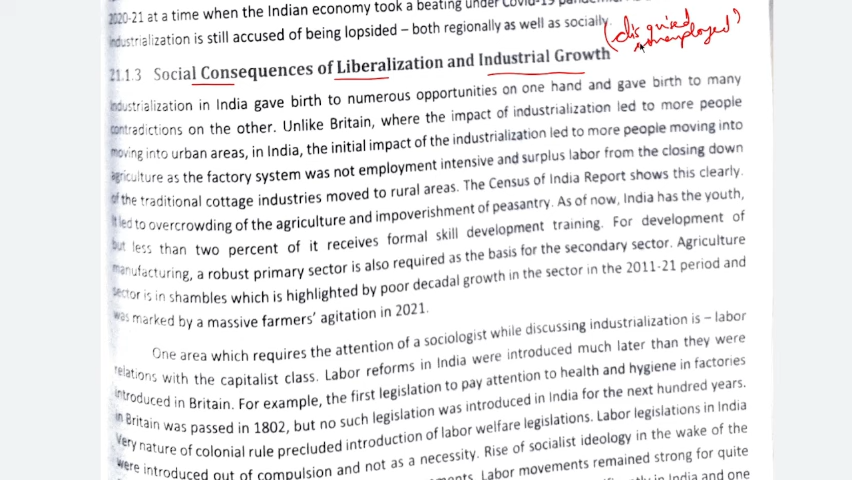 2020-21 at a time when the Indian economy took a beating under Covid-19 pandemic
industrialization is still accused of being lopsided – both regionally as well as socially.
(disguised
unemployed)
21.1.3 Social Consequences of Liberalization and Industrial Growth
Industrialization in India gave birth to numerous opportunities on one hand and gave birth to many
contradictions on the other. Unlike Britain, where the impact of industrialization led to more people
moving into urban areas, in India, the initial impact of the industrialization led to more people moving into
agriculture as the factory system was not employment intensive and surplus labor from the closing down
of the traditional cottage industries moved to rural areas. The Census of India Report shows this clearly.
It led to overcrowding of the agriculture and impoverishment of peasantry. As of now, India has the youth,
but less than two percent of it receives formal skill development training. For development of
manufacturing, a robust primary sector is also required as the basis for the secondary sector. Agriculture
sector is in shambles which is highlighted by poor decadal growth in the sector in the 2011-21 period and
was marked by a massive farmers' agitation in 2021.
One area which requires the attention of a sociologist while discussing industrialization is – labor
relations with the capitalist class. Labor reforms in India were introduced much later than they were
introduced in Britain. For example, the first legislation to pay attention to health and hygiene in factories
in Britain was passed in 1802, but no such legislation was introduced in India for the next hundred years.
Very nature of colonial rule precluded introduction of labor welfare legislations. Labor legislations in India
were introduced out of compulsion and not as a necessity. Rise of socialist ideology in the wake of the
Labor movements remained strong for quite
in India and one